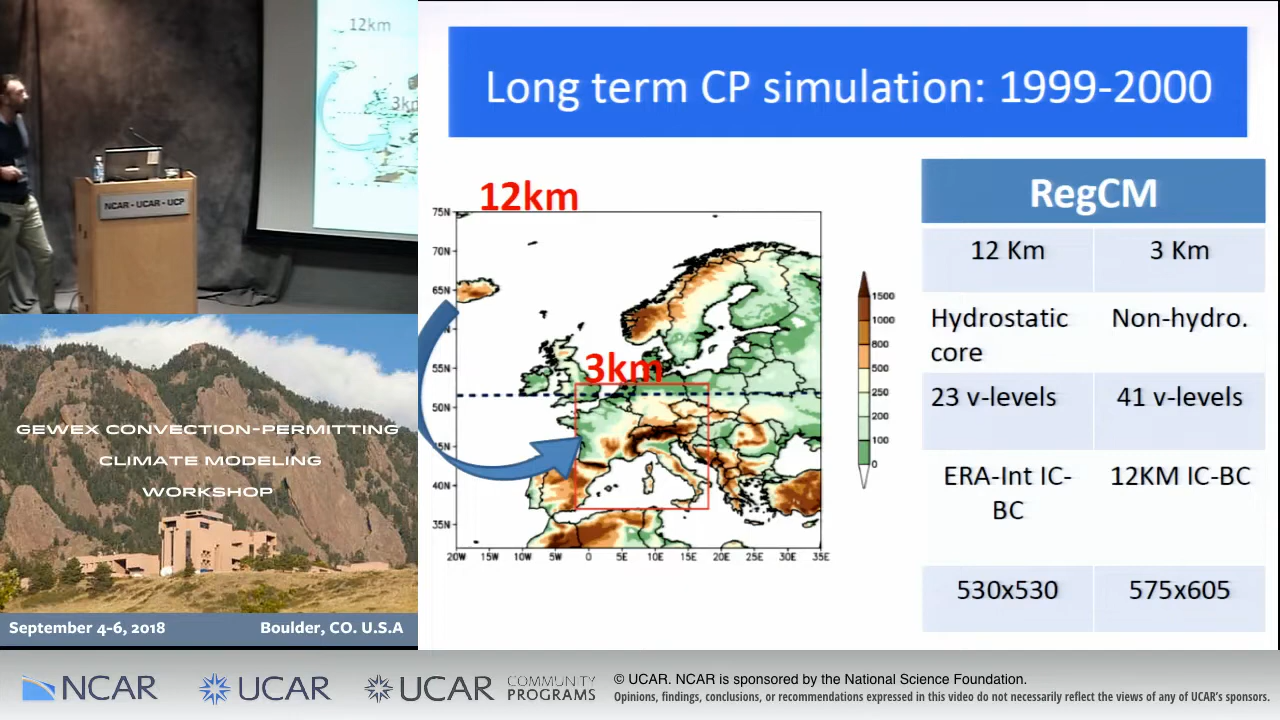 12km
3k
NCAR - UCAR - UCP
GEWEX CONVECTION-PERMITTING
CLIMATE MODELING
WORKSHOP
September 4-6, 2018
Boulder, CO. U.S.A
Long term CP simulation: 1999-2000
12km
3km
75N
70N
65N
55N
50N
45N
40N
35N
20W 15W 10W 5W 0 5E 10E 15E 20E 25E 30E 35E
1500
1000
800
500
250
200
100
0
RegCM
12 Km 3 Km
Hydrostatic Non-hydro.
core
23 v-levels 41 v-levels
ERA-Int IC- 12KM IC-BC
BC
530x530 575x605
NCAR
UCAR
UCAR COMMUNITY
PROGRAMS
© UCAR. NCAR is sponsored by the National Science Foundation.
Opinions, findings, conclusions, or recommendations expressed in this video do not necessarily reflect the views of any of UCAR's sponsors.